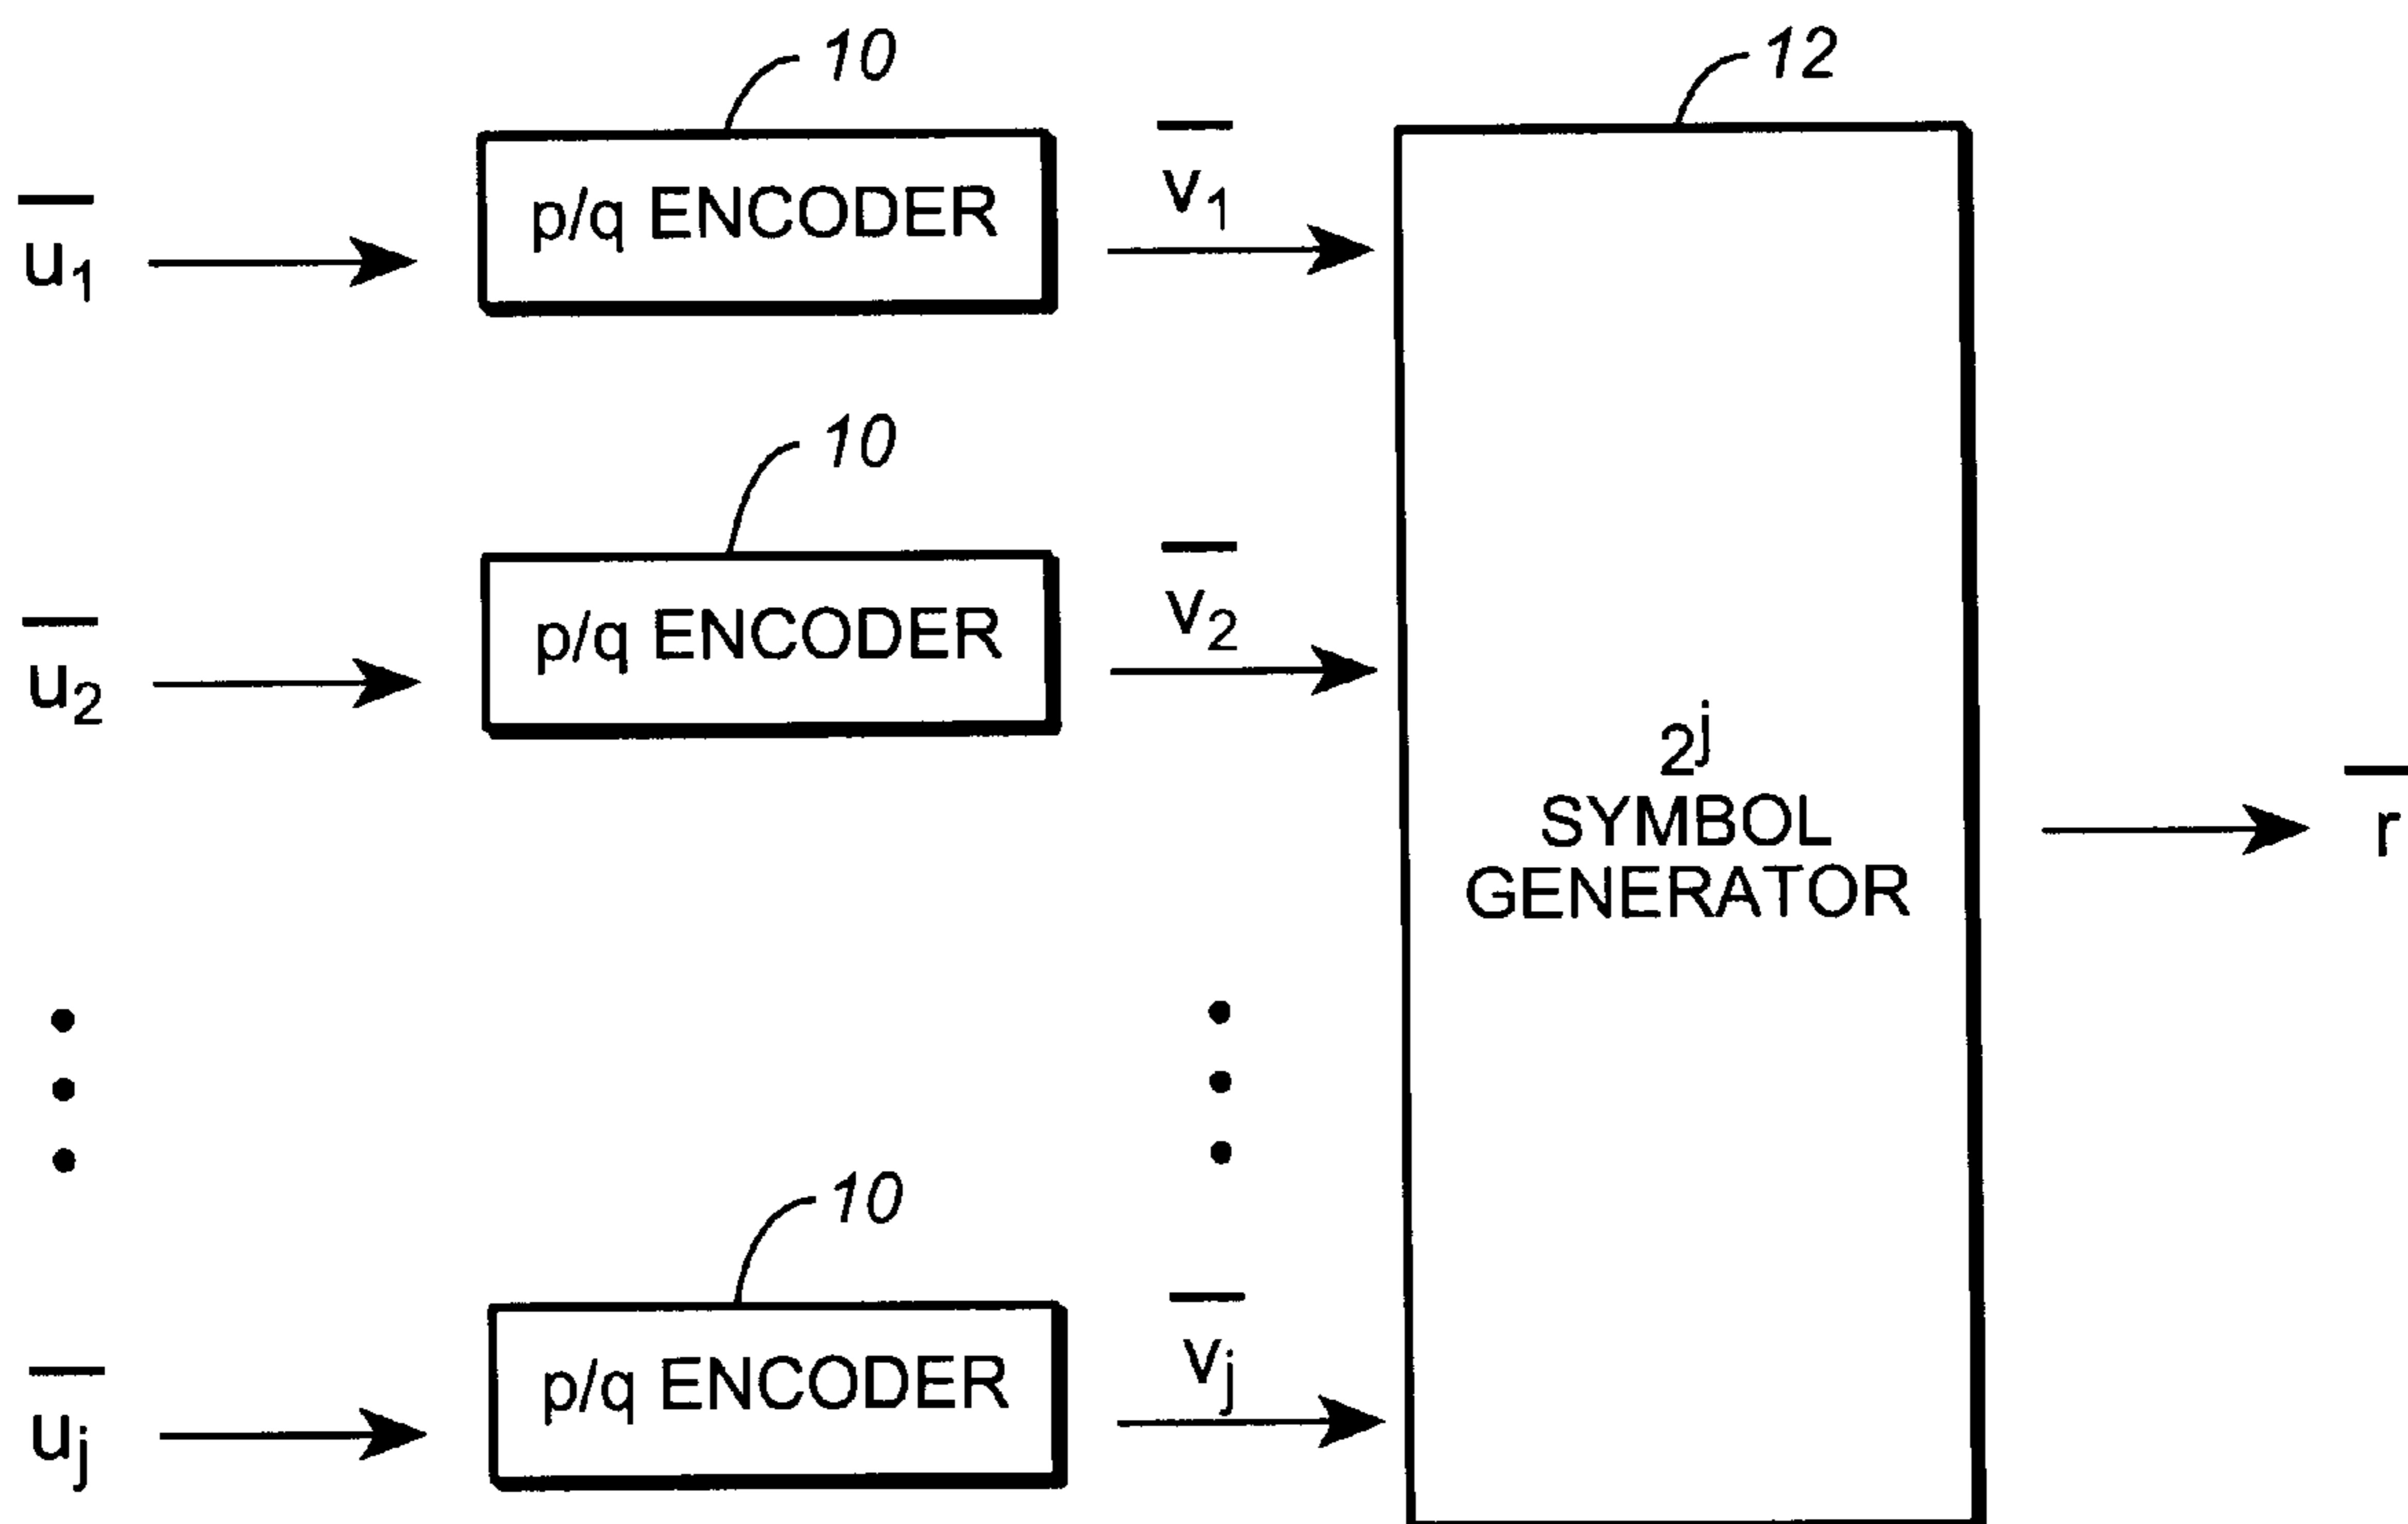 10
12
u̅₁
p/q ENCODER
v̅₁
10
u̅₂
p/q ENCODER
v̅₂
2ʲ
SYMBOL
GENERATOR
r̅
10
u̅ⱼ
p/q ENCODER
v̅ⱼ